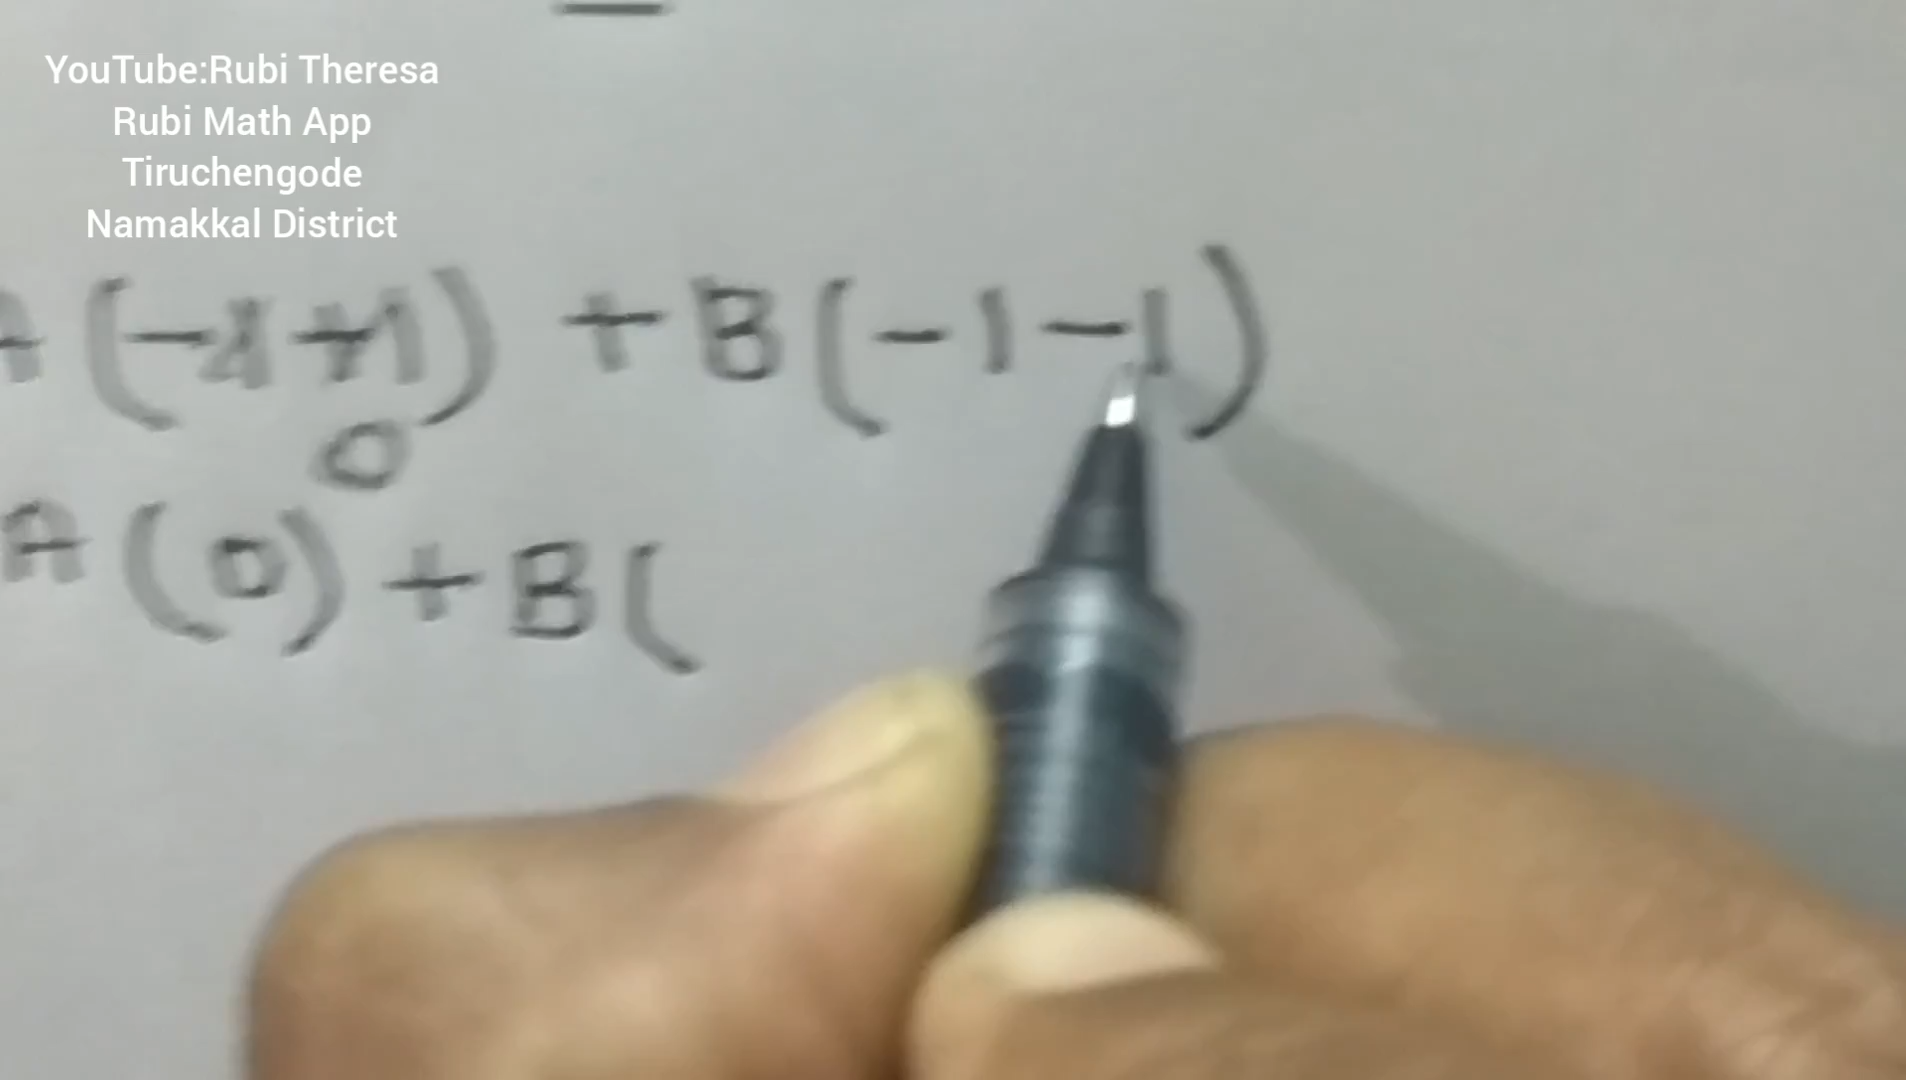 YouTube:Rubi Theresa
Rubi Math App
Tiruchengode
Namakkal District
A(-1+1) + B(-1-1)
0
A(0) + B(